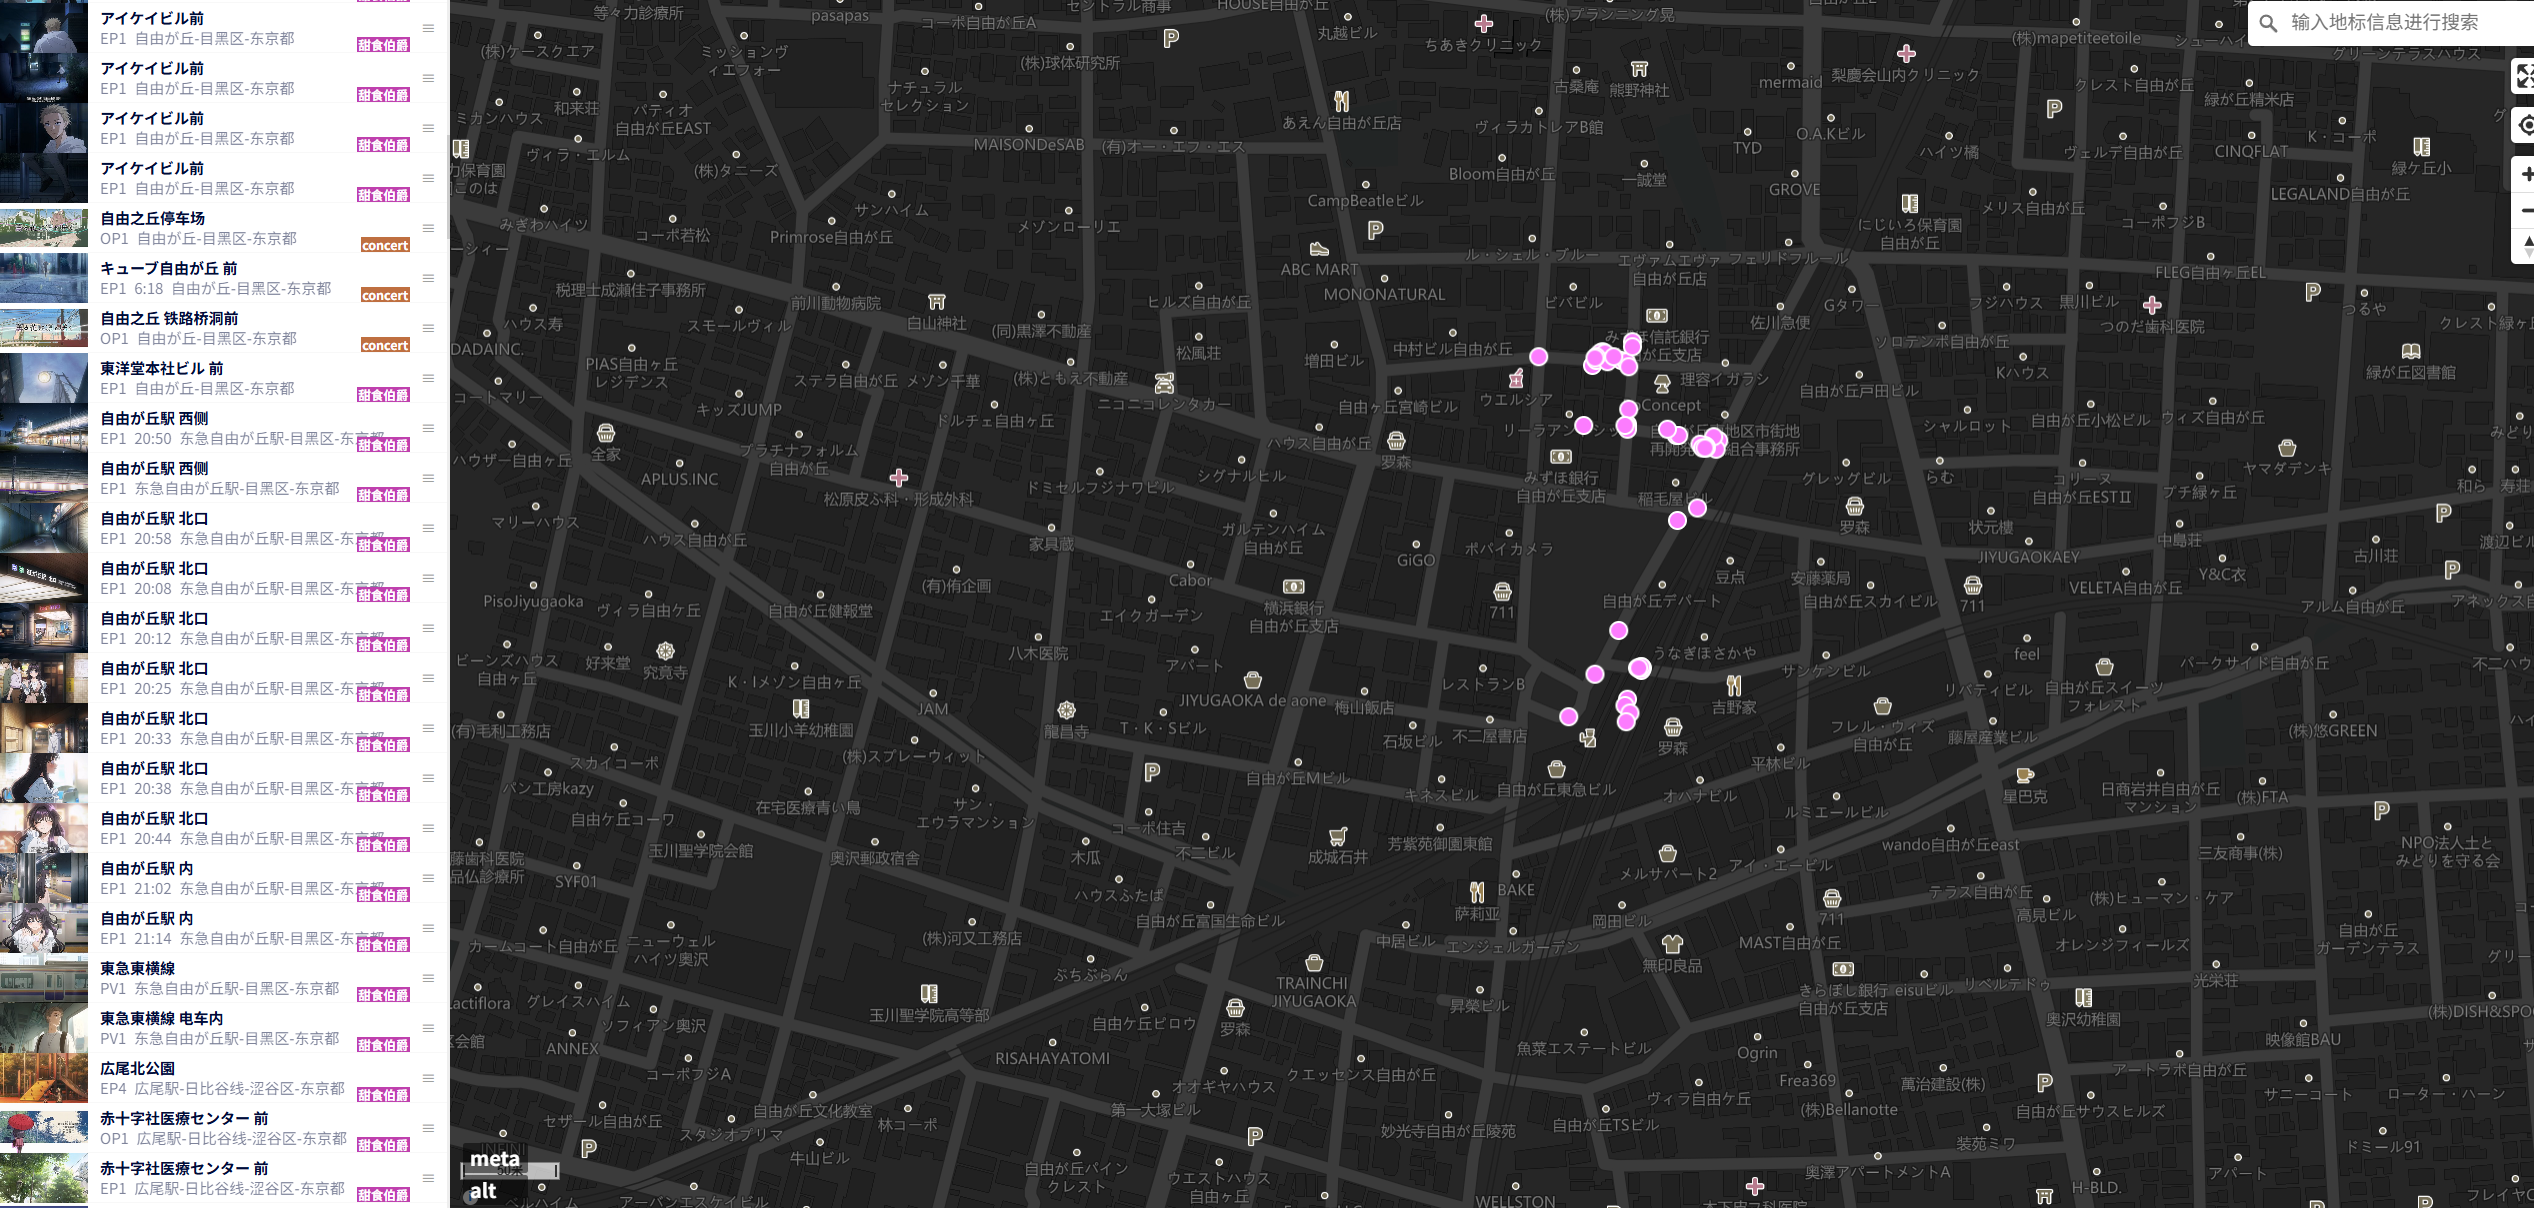 アイケイビル前
EP1 自由が丘-目黒区-东京都
甜食伯爵
アイケイビル前
EP1 自由が丘-目黒区-东京都
甜食伯爵
アイケイビル前
EP1 自由が丘-目黒区-东京都
甜食伯爵
アイケイビル前
EP1 自由が丘-目黒区-东京都
甜食伯爵
自由之丘停车场
OP1 自由が丘-目黒区-东京都
concert
キューブ自由が丘 前
EP1 6:18 自由が丘-目黒区-东京都
concert
自由之丘 铁路桥洞前
OP1 自由が丘-目黒区-东京都
concert
東洋堂本社ビル 前
EP1 自由が丘-目黒区-东京都
甜食伯爵
自由が丘駅 西侧
EP1 20:50 东急自由が丘駅-目黒区-东京都
甜食伯爵
自由が丘駅 西侧
EP1 东急自由が丘駅-目黒区-东京都
甜食伯爵
自由が丘駅 北口
EP1 20:58 东急自由が丘駅-目黒区-东京都
甜食伯爵
自由が丘駅 北口
EP1 20:08 东急自由が丘駅-目黒区-东京都
甜食伯爵
自由が丘駅 北口
EP1 20:12 东急自由が丘駅-目黒区-东京都
甜食伯爵
自由が丘駅 北口
EP1 20:25 东急自由が丘駅-目黒区-东京都
甜食伯爵
自由が丘駅 北口
EP1 20:33 东急自由が丘駅-目黒区-东京都
甜食伯爵
自由が丘駅 北口
EP1 20:38 东急自由が丘駅-目黒区-东京都
甜食伯爵
自由が丘駅 北口
EP1 20:44 东急自由が丘駅-目黒区-东京都
甜食伯爵
自由が丘駅 内
EP1 21:02 东急自由が丘駅-目黒区-东京都
甜食伯爵
自由が丘駅 内
EP1 21:14 东急自由が丘駅-目黒区-东京都
甜食伯爵
東急東横線
PV1 东急自由が丘駅-目黒区-东京都
甜食伯爵
東急東横線 电车内
PV1 东急自由が丘駅-目黒区-东京都
甜食伯爵
広尾北公園
EP4 広尾駅-日比谷线-涩谷区-东京都
甜食伯爵
赤十字社医療センター 前
OP1 広尾駅-日比谷线-涩谷区-东京都
甜食伯爵
赤十字社医療センター 前
EP1 広尾駅-日比谷线-涩谷区-东京都
甜食伯爵
输入地标信息进行搜索
等々力診療所
pasapas
コーポ自由が丘A
セントラル商事
HOUSE自由が丘
丸越ビル
(株)プランニング晃
ちあきクリニック
(株)mapetiteetoile
グリーンテラスハウス
(株)ケースクエア
ミッションヴ
ィエフォー
(株)球体研究所
古桑庵
熊野神社
mermaid
梨慶会山内クリニック
クレスト自由が丘
緑が丘精米店
ミカンハウス
和来荘
パティオ
自由が丘EAST
ナチュラル
セレクション
あえん自由が丘店
ヴィラカトレアB館
O.A.Kビル
K・コーポ
ヴィラ・エルム
(株)タニーズ
MAISONDeSAB
(有)オー・エフ・エス
Bloom自由が丘
一誠堂
TYD
ハイツ橘
ヴェルデ自由が丘
CINQFLAT
緑ケ丘小
CampBeatleビル
GROVE
LEGALAND自由が丘
みぎわハイツ
コーポ若松
サンハイム
Primrose自由が丘
メゾンローリエ
にじいろ保育園
自由が丘
メリス自由が丘
コーポフジB
ABC MART
ル・シェル・ブルー
エヴァムエヴァ
自由が丘店
フェリドフルール
FLEG自由ヶ丘EL
税理士成瀬佳子事務所
前川動物病院
白山神社
ヒルズ自由が丘
MONONATURAL
ビバビル
Gタワー
フジハウス
黒川ビル
つるや
ハウス寿
スモールヴィル
(同)黒澤不動産
佐川急便
つのだ歯科医院
DADAINC.
PIAS自由ヶ丘
レジデンス
松風荘
増田ビル
中村ビル自由が丘
ソロテンポ自由が丘
コートマリー
ステラ自由が丘
メゾン千華
(株)ともえ不動産
理容イガラシ
Kハウス
緑が丘図書館
キッズJUMP
ドルチェ自由ヶ丘
ニコニコレンタカー
自由ヶ丘宮崎ビル
ウエルシア
自由が丘戸田ビル
シャルロット
自由が丘小松ビル
ウィズ自由が丘
ハウザー自由が丘
全家
プラチナフォルム
自由が丘
ハウス自由が丘
罗森
ヤマダデンキ
APLUS.INC
松原皮ふ科・形成外科
ドミセルフジナワビル
シグナルヒル
みずほ銀行
自由が丘支店
稲毛屋ビル
グレッグビル
らむ
コリーヌ
自由が丘ESTⅡ
プチ緑ヶ丘
和ら
寿荘
マリーハウス
ハウス自由が丘
家具蔵
ガルテンハイム
自由が丘
GiGO
ポパイカメラ
罗森
状元樓
JIYUGAOKAEY
中島荘
古川荘
渡辺ビル
PisoJiyugaoka
ヴィラ自由ケ丘
自由が丘健報堂
(有)侑企画
Cabor
エイクガーデン
横浜銀行
自由が丘支店
711
豆点
自由が丘デパート
安藤薬局
自由が丘スカイビル
711
VELETA自由が丘
Y&C衣
アルム自由が丘
ビーンズハウス
自由ヶ丘
好来堂
究竟寺
K・Iメゾン自由ヶ丘
八木医院
アパート
JIYUGAOKA de aone
梅山飯店
レストランB
うなぎほさかや
サンケンビル
feel
リバティビル
自由が丘スイーツ
フォレスト
パークサイド自由が丘
(有)毛利工務店
玉川小羊幼稚園
JAM
龍昌寺
T・K・Sビル
石坂ビル
不二屋書店
吉野家
罗森
フレル・ウィズ
自由が丘
藤屋産業ビル
(株)悠GREEN
スカイコーポ
(株)スプレーウィット
自由が丘Mビル
自由が丘東急ビル
平林ビル
パン工房kazy
在宅医療青い鳥
サン・
エウラマンション
キネスビル
オハナビル
星巴克
日商岩井自由が丘
マンション
(株)FTA
自由ケ丘コーワ
コーポ住吉
ルミエールビル
玉川聖学院会館
奥沢郵政宿舎
木瓜
不二ビル
成城石井
芳紫苑御園東館
wando自由が丘east
三友商事(株)
NPO法人土と
みどりを守る会
SYF01
ハウスふたば
BAKE
萨莉亚
メルサパート2
アイ・エービル
テラス自由が丘
(株)ヒューマン・ケア
カームコート自由が丘
ニューウェル
ハイツ奥沢
(株)河又工務店
自由が丘富国生命ビル
中居ビル
エンジェルガーデン
岡田ビル
無印良品
711
MAST自由が丘
高見ビル
オレンジフィールズ
自由が丘
ガーデンテラス
actiflora
グレイスハイム
ぷちぷらん
TRAINCHI
JIYUGAOKA
昇榮ビル
きらぼし銀行
自由が丘支店
eisuビル
リベルテドゥ
光栄荘
ソフィアン奥沢
玉川聖学院高等部
自由ケ丘ピロウ
罗森
奥沢幼稚園
映像館BAU
ANNEX
RISAHAYATOMI
魚菜エステートビル
Ogrin
コーポフジA
オオギヤハウス
クエッセンス自由が丘
Frea369
萬治建設(株)
アートラボ自由が丘
サニーコート
ローター・ハーン
セザール自由が丘
自由が丘文化教室
林コーポ
第一大塚ビル
ヴィラ自由ケ丘
(株)Bellanotte
自由が丘サウスヒルズ
スタジオプリマ
妙光寺自由が丘陵苑
自由が丘TSビル
装苑ミワ
ドミール91
meta
alt
牛山ビル
自由が丘パイン
クレスト
ウエストハウス
自由ヶ丘
奥澤アパートメントA
アパート
H-BLD.
アーバンエスケイビル
WELLSTON